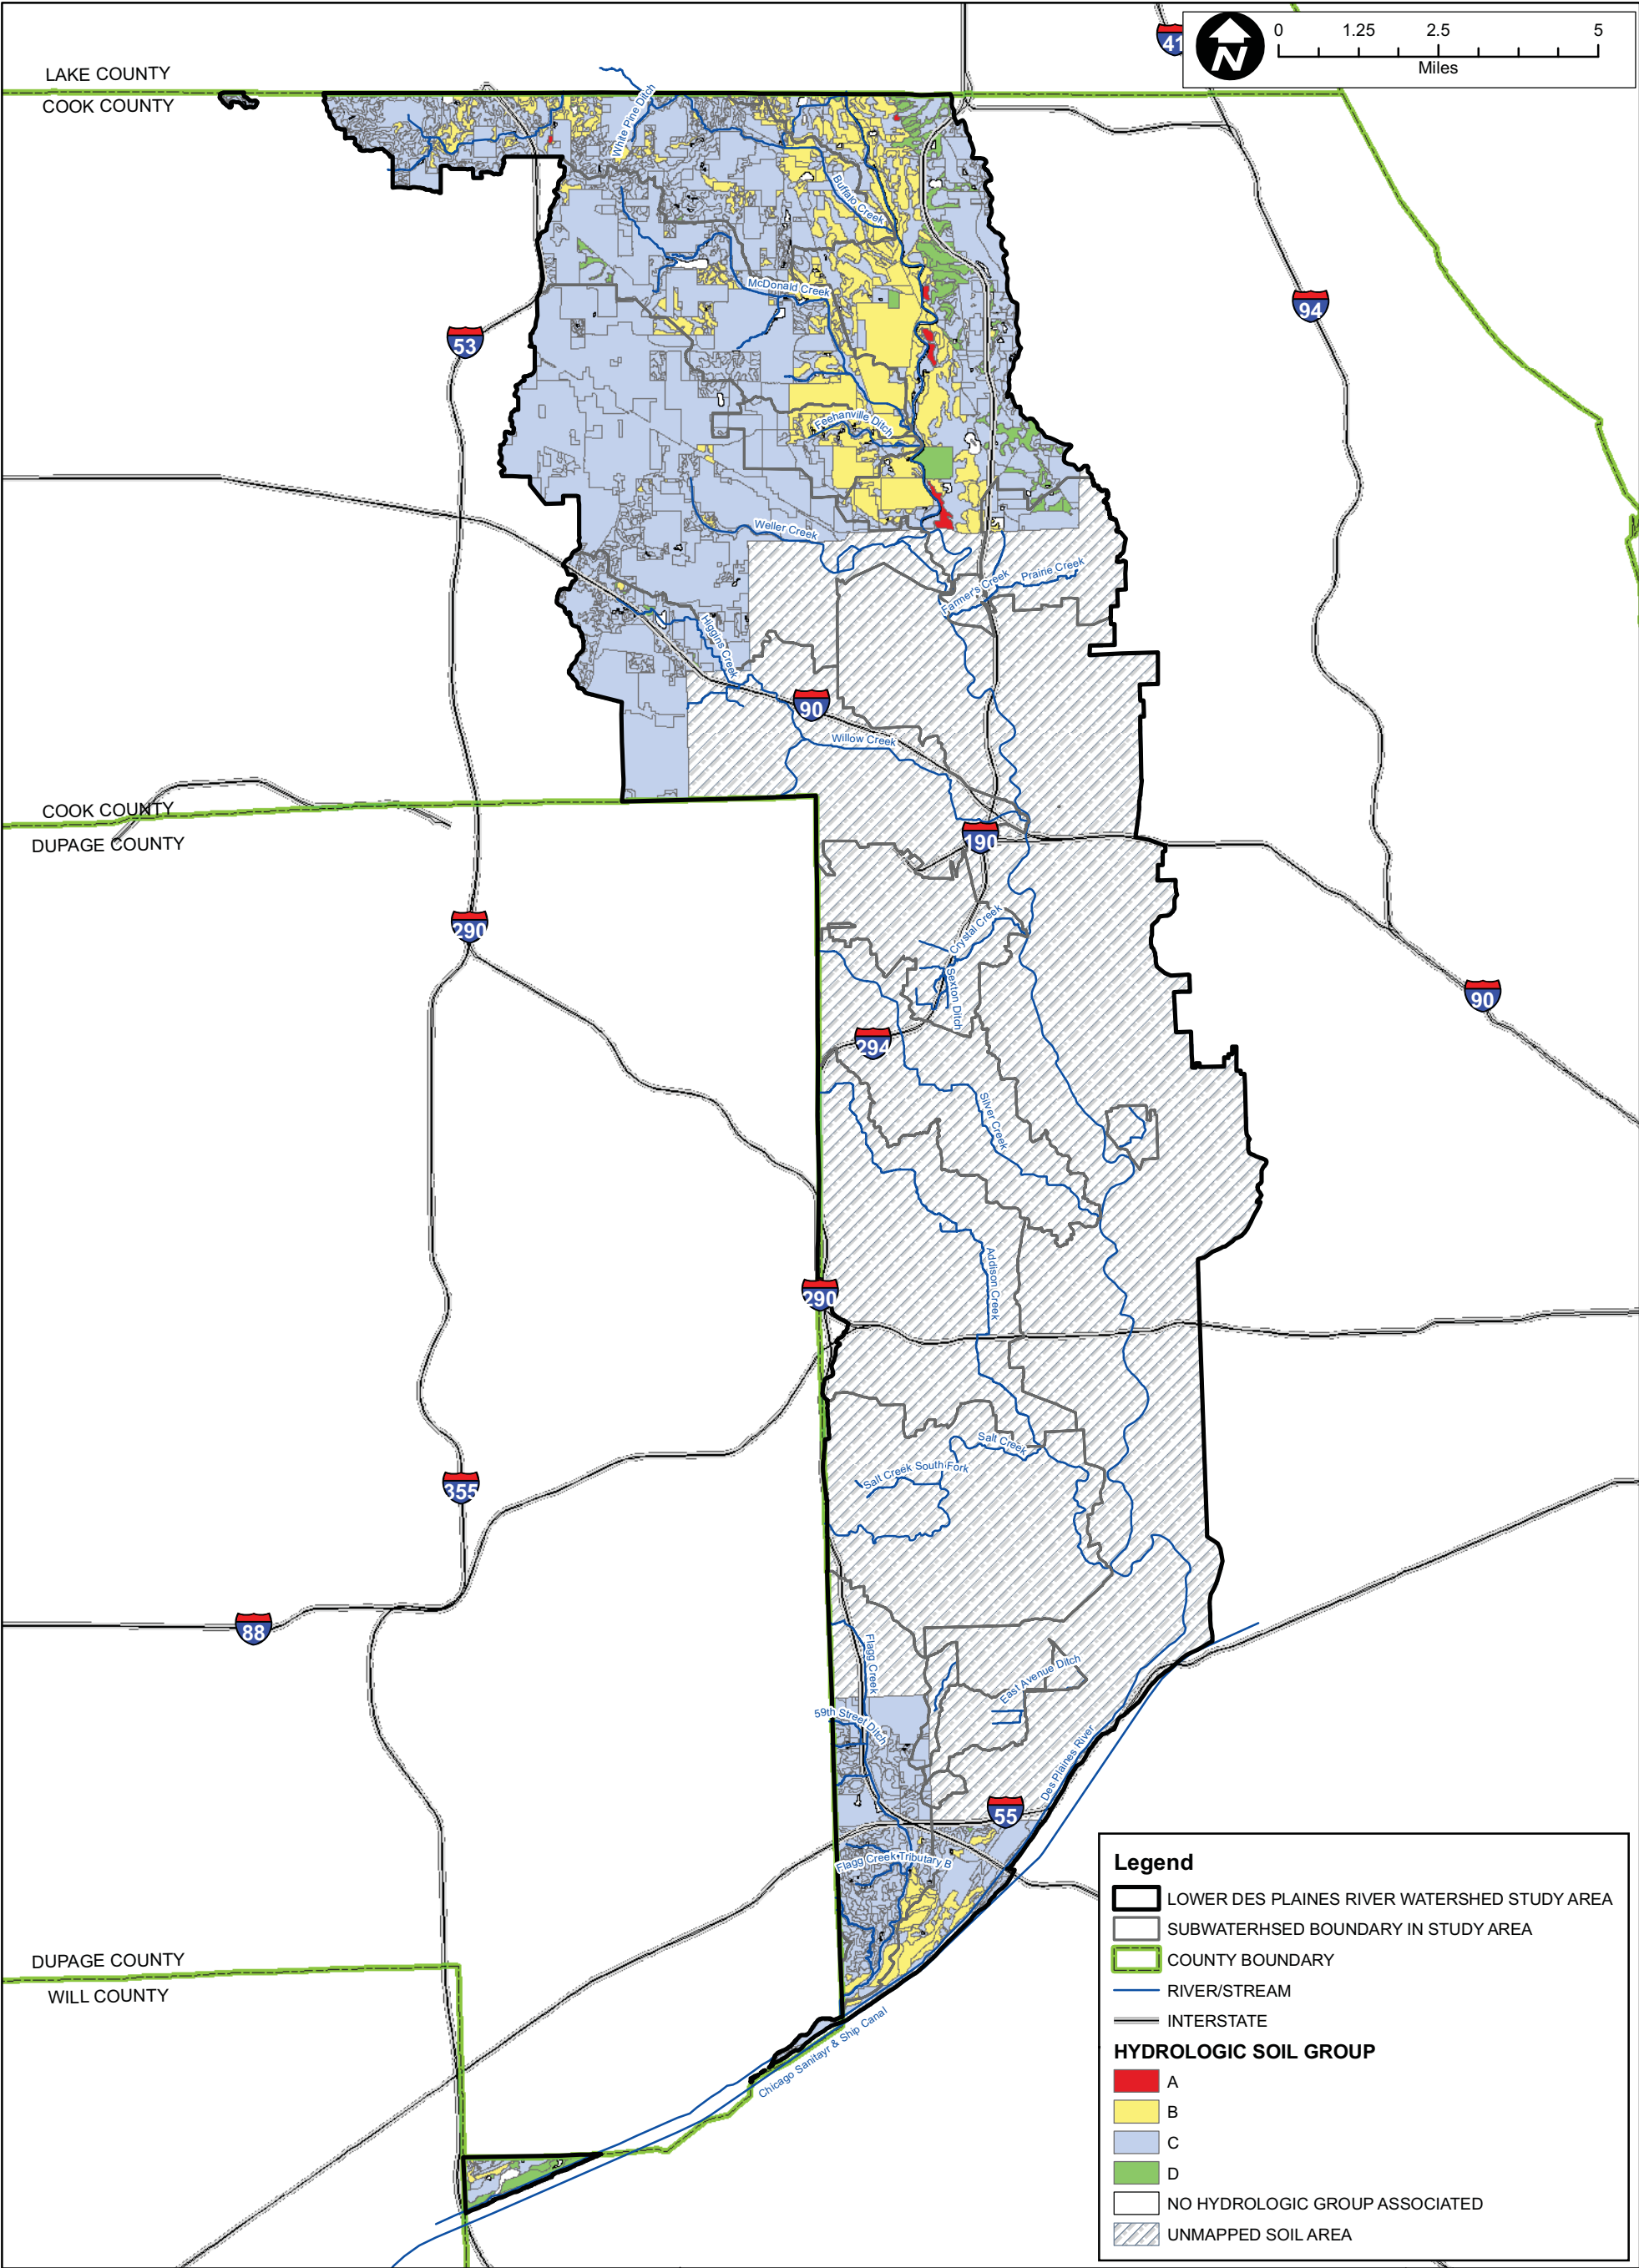 0 1.25 2.5 5
Miles
N
41
LAKE COUNTY
COOK COUNTY
White Pine Ditch
Buffalo Creek
McDonald Creek
53
94
Feehanville Ditch
Weller Creek
Farmer's Creek
Prairie Creek
Higgins Creek
90
Willow Creek
COOK COUNTY
DUPAGE COUNTY
190
290
Crystal Creek
Sexton Ditch
90
294
Silver Creek
Addison Creek
290
Salt Creek
Salt Creek South Fork
355
88
Flagg Creek
East Avenue Ditch
59th Street Ditch
Des Plaines River
55
Flagg Creek Tributary B
DUPAGE COUNTY
WILL COUNTY
Chicago Sanitayr & Ship Canal
Legend
LOWER DES PLAINES RIVER WATERSHED STUDY AREA
SUBWATERHSED BOUNDARY IN STUDY AREA
COUNTY BOUNDARY
RIVER/STREAM
INTERSTATE
HYDROLOGIC SOIL GROUP
A
B
C
D
NO HYDROLOGIC GROUP ASSOCIATED
UNMAPPED SOIL AREA